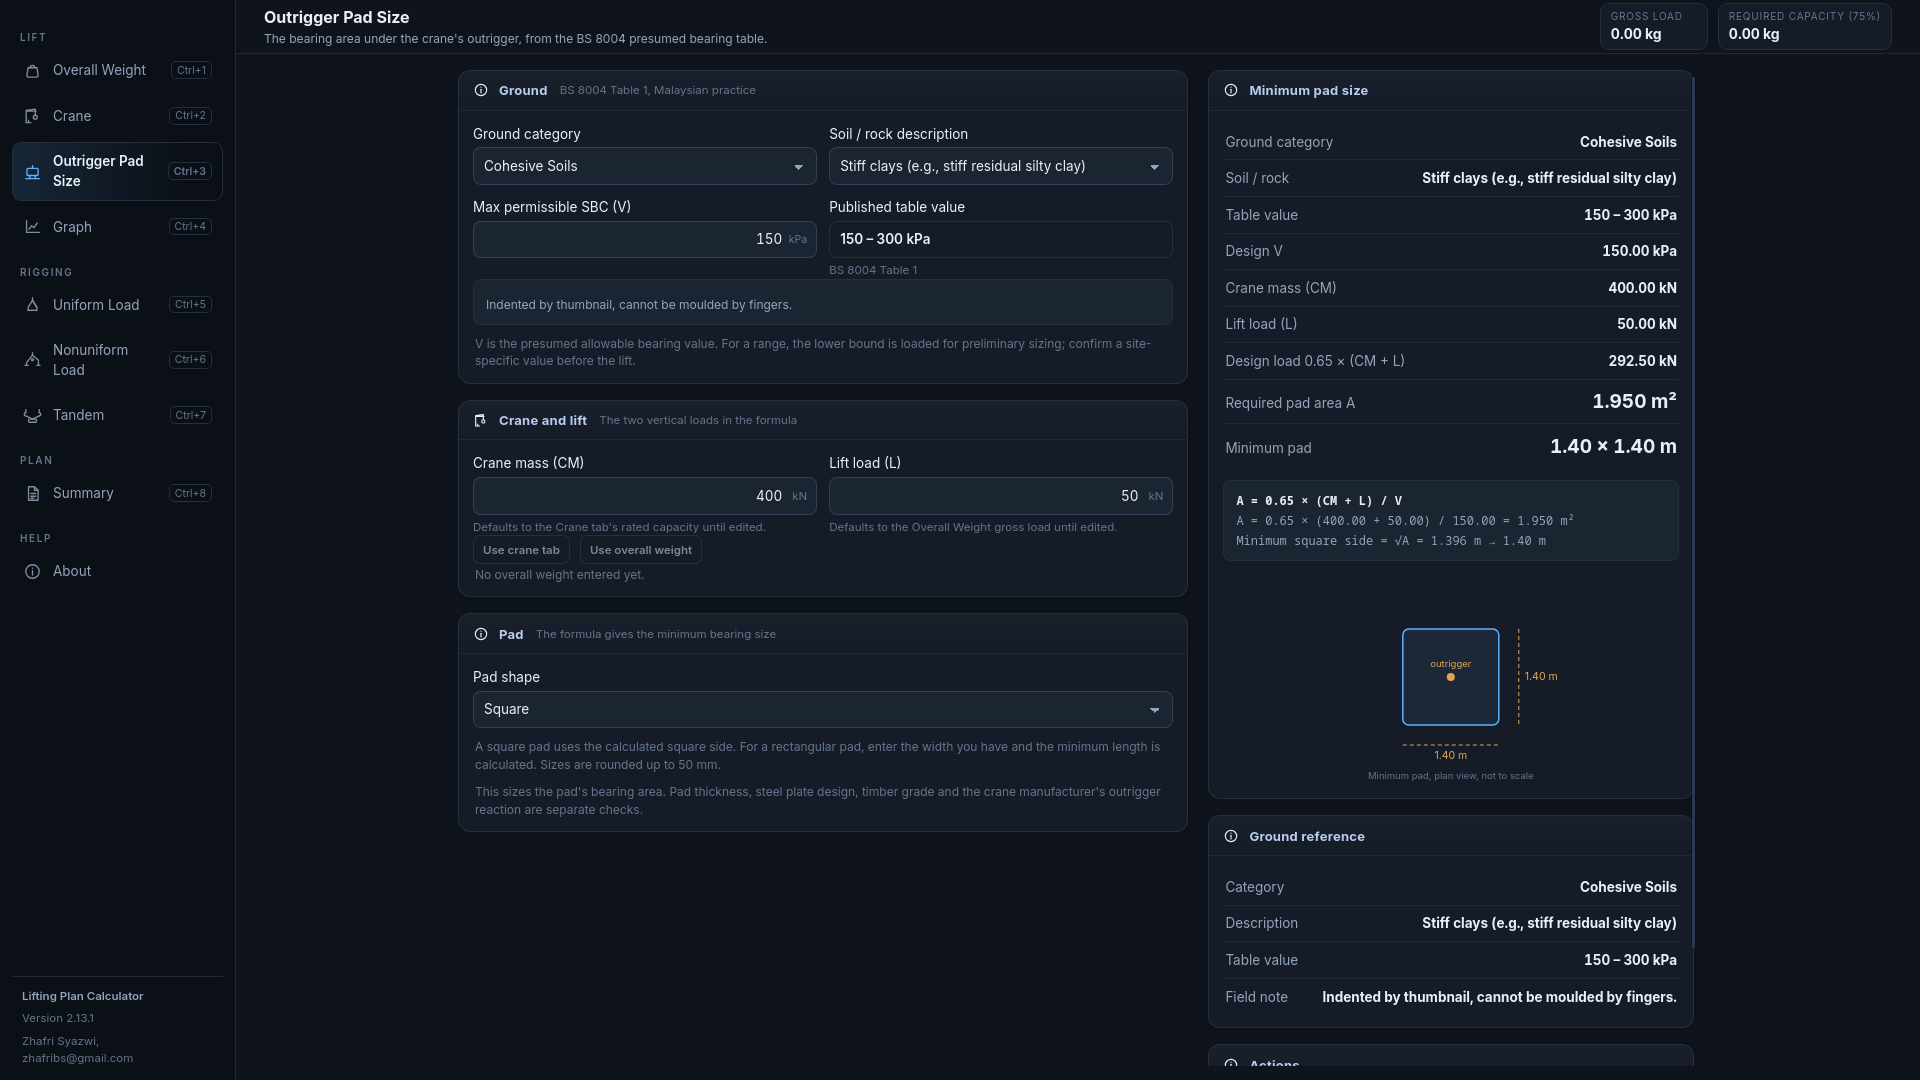 LIFT
Overall Weight Ctrl+1
Crane Ctrl+2
Outrigger Pad
Size
Ctrl+3
Graph Ctrl+4
RIGGING
Uniform Load Ctrl+5
Nonuniform
Load
Ctrl+6
Tandem Ctrl+7
PLAN
Summary Ctrl+8
HELP
About
Lifting Plan Calculator
Version 2.13.1
Zhafri Syazwi,
zhafribs@gmail.com
Outrigger Pad Size
The bearing area under the crane's outrigger, from the BS 8004 presumed bearing table.
GROSS LOAD
0.00 kg
REQUIRED CAPACITY (75%)
0.00 kg
Ground BS 8004 Table 1, Malaysian practice
Ground category
Cohesive Soils
Soil / rock description
Stiff clays (e.g., stiff residual silty clay)
Max permissible SBC (V)
150 kPa
Published table value
150 – 300 kPa
BS 8004 Table 1
Indented by thumbnail, cannot be moulded by fingers.
V is the presumed allowable bearing value. For a range, the lower bound is loaded for preliminary sizing; confirm a site-
specific value before the lift.
Crane and lift The two vertical loads in the formula
Crane mass (CM)
400 kN
Defaults to the Crane tab's rated capacity until edited.
Lift load (L)
50 kN
Defaults to the Overall Weight gross load until edited.
Use crane tab Use overall weight
No overall weight entered yet.
Pad The formula gives the minimum bearing size
Pad shape
Square
A square pad uses the calculated square side. For a rectangular pad, enter the width you have and the minimum length is
calculated. Sizes are rounded up to 50 mm.
This sizes the pad's bearing area. Pad thickness, steel plate design, timber grade and the crane manufacturer's outrigger
reaction are separate checks.
Minimum pad size
Ground category Cohesive Soils
Soil / rock Stiff clays (e.g., stiff residual silty clay)
Table value 150 – 300 kPa
Design V 150.00 kPa
Crane mass (CM) 400.00 kN
Lift load (L) 50.00 kN
Design load 0.65 × (CM + L) 292.50 kN
Required pad area A 1.950 m²
Minimum pad 1.40 × 1.40 m
A = 0.65 × (CM + L) / V
A = 0.65 × (400.00 + 50.00) / 150.00 = 1.950 m²
Minimum square side = √A = 1.396 m → 1.40 m
outrigger
1.40 m
1.40 m
Minimum pad, plan view, not to scale
Ground reference
Category Cohesive Soils
Description Stiff clays (e.g., stiff residual silty clay)
Table value 150 – 300 kPa
Field note Indented by thumbnail, cannot be moulded by fingers.
Actions